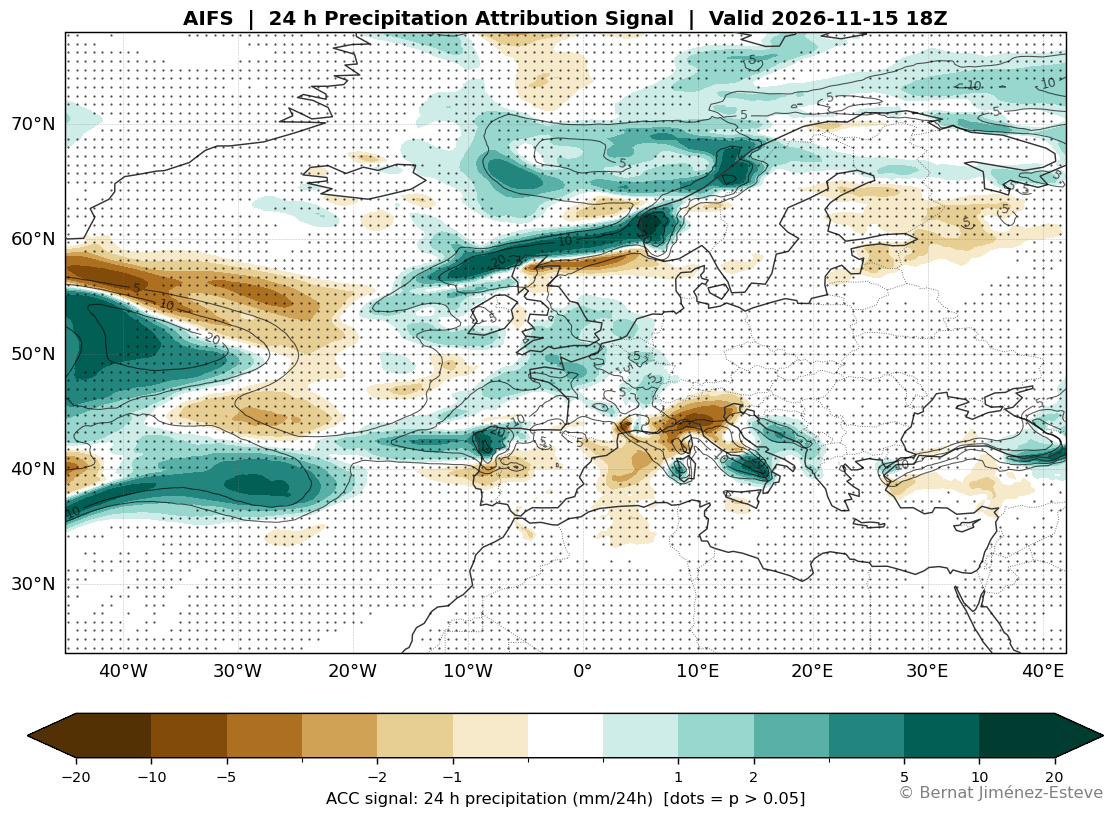 AIFS | 24 h Precipitation Attribution Signal | Valid 2026-11-15 18Z
70°N
60°N
50°N
40°N
30°N
40°W 30°W 20°W 10°W 0° 10°E 20°E 30°E 40°E
−20 −10 −5 −2 −1 1 2 5 10 20
ACC signal: 24 h precipitation (mm/24h) [dots = p > 0.05]
© Bernat Jiménez-Esteve